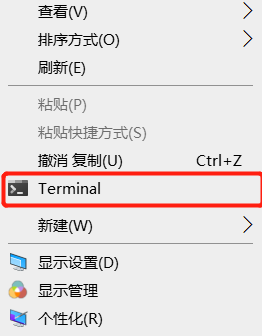 查看(V)
排序方式(O)
刷新(E)
粘贴(P)
粘贴快捷方式(S)
撤消 复制(U) Ctrl+Z
Terminal
新建(W)
显示设置(D)
显示管理
个性化(R)